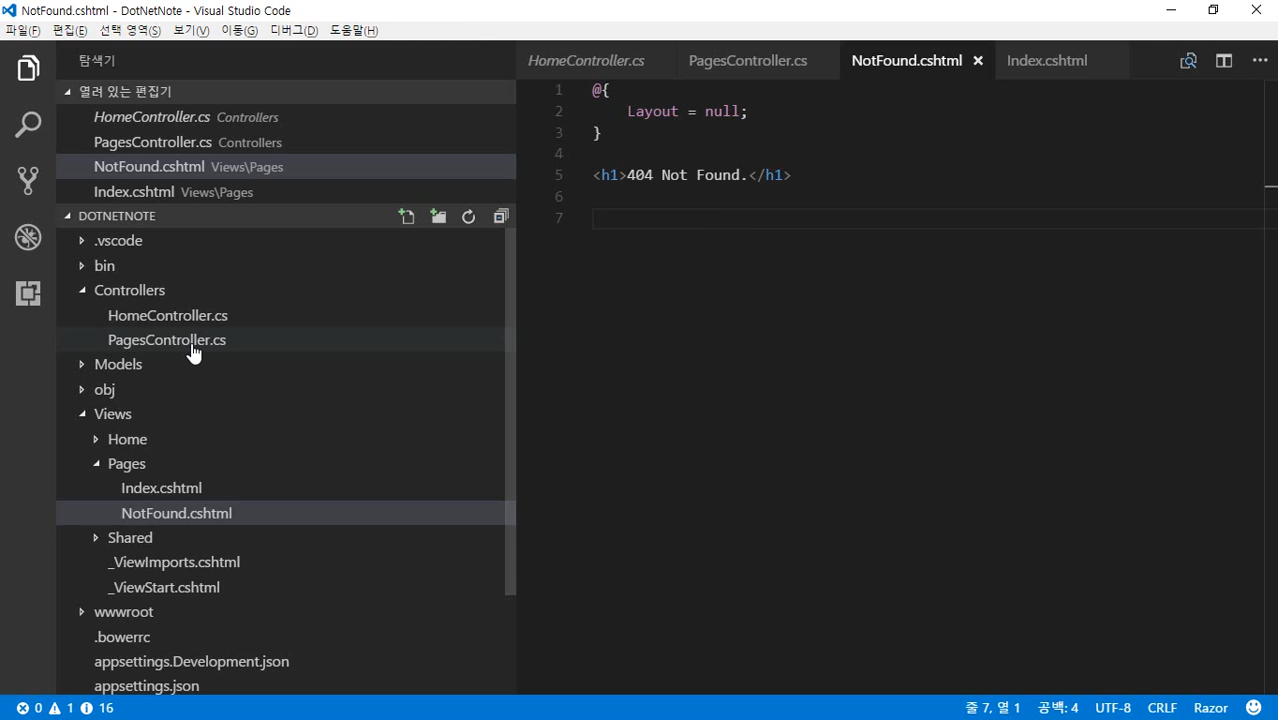 NotFound.cshtml - DotNetNote - Visual Studio Code
파일(F) 편집(E) 선택 영역(S) 보기(V) 이동(G) 디버그(D) 도움말(H)
탐색기
열려 있는 편집기
HomeController.cs Controllers
PagesController.cs Controllers
NotFound.cshtml Views\Pages
Index.cshtml Views\Pages
DOTNETNOTE
.vscode
bin
Controllers
HomeController.cs
PagesController.cs
Models
obj
Views
Home
Pages
Index.cshtml
NotFound.cshtml
Shared
_ViewImports.cshtml
_ViewStart.cshtml
wwwroot
.bowerrc
appsettings.Development.json
appsettings.json
HomeController.cs PagesController.cs NotFound.cshtml Index.cshtml
1 @{
2 Layout = null;
3 }
4
5 <h1>404 Not Found.</h1>
6
7
0 1 16 줄 7, 열 1 공백: 4 UTF-8 CRLF Razor